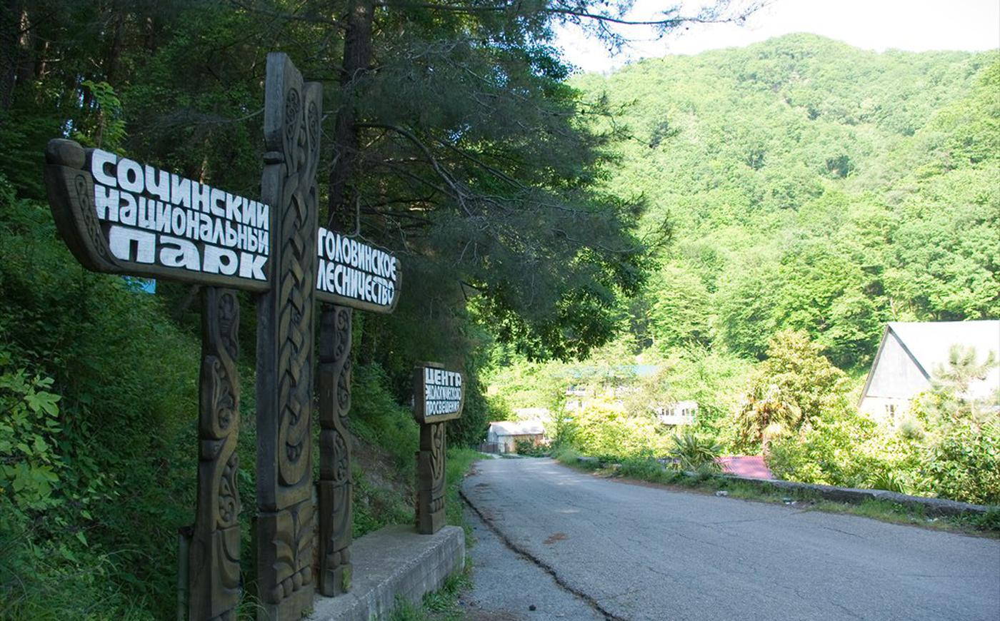 СОЧИНСКИЙ
НАЦИОНАЛЬНЫЙ
ПАРК
ГОЛОВИНСКОЕ
ЛЕСНИЧЕСТВО
ЦЕНТР
ЭКОЛОГИЧЕСКОГО
ПРОСВЕЩЕНИЯ